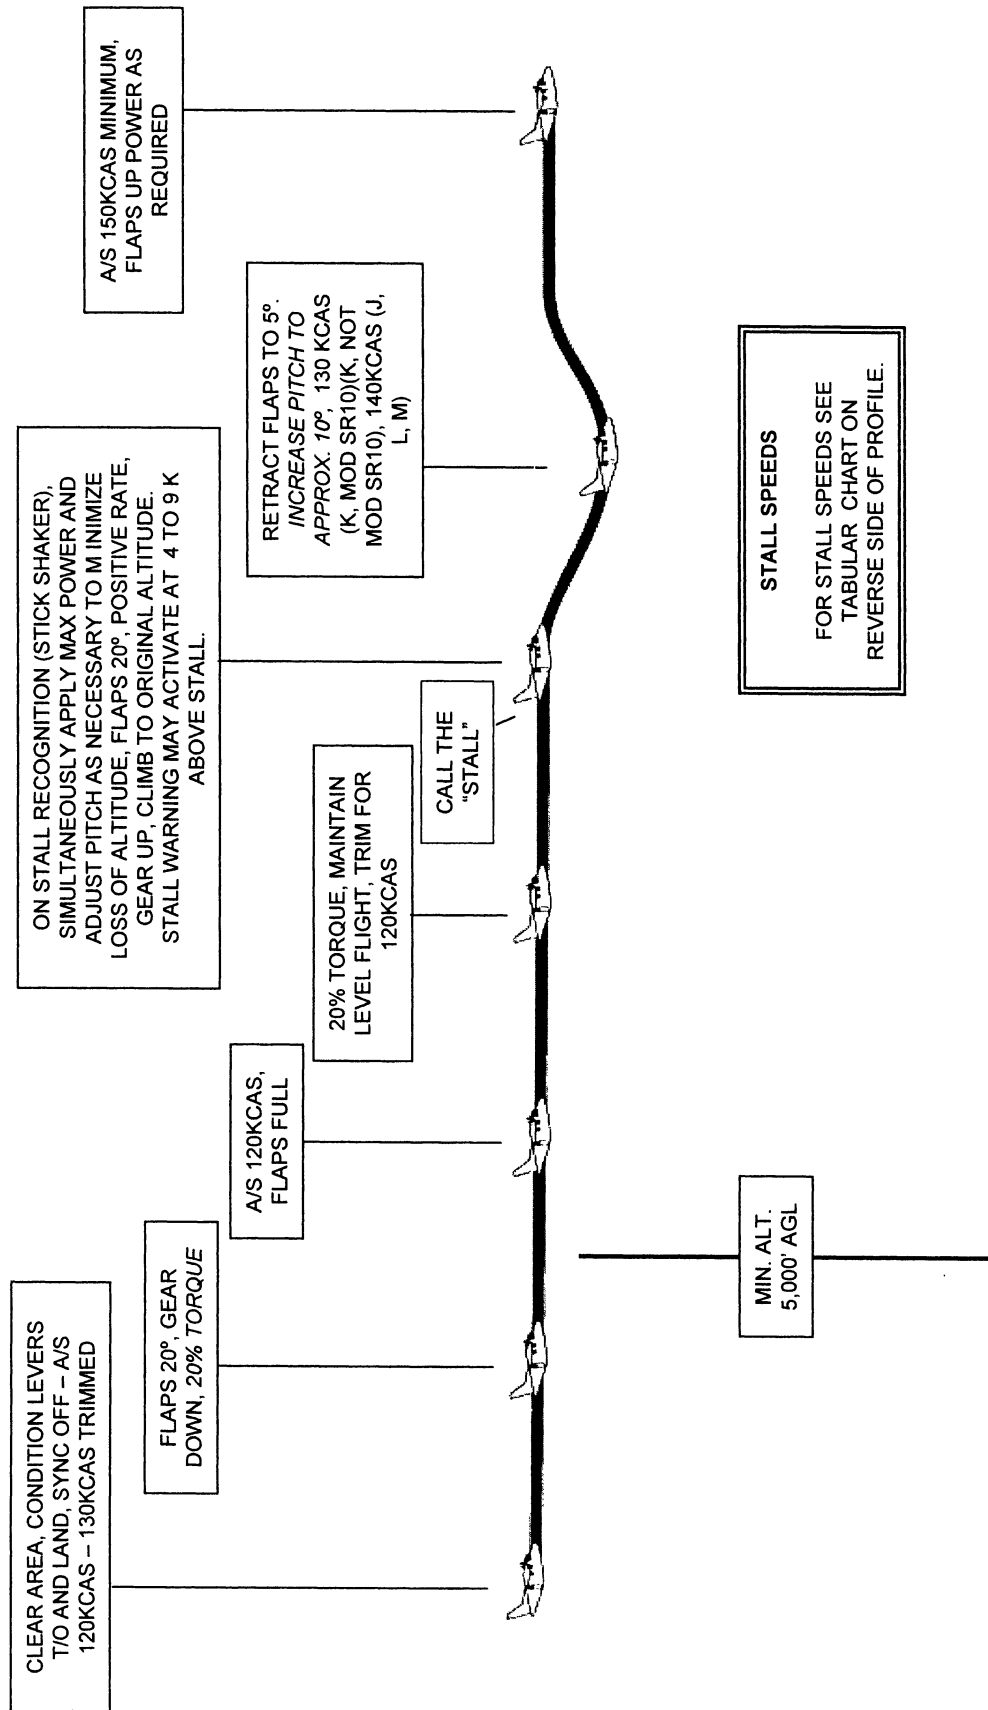 CLEAR AREA, CONDITION LEVERS
T/O AND LAND, SYNC OFF – A/S
120KCAS – 130KCAS TRIMMED
FLAPS 20º, GEAR
DOWN, 20% TORQUE
A/S 120KCAS,
FLAPS FULL
20% TORQUE, MAINTAIN
LEVEL FLIGHT, TRIM FOR
120KCAS
CALL THE
“STALL”
ON STALL RECOGNITION (STICK SHAKER),
SIMULTANEOUSLY APPLY MAX POWER AND
ADJUST PITCH AS NECESSARY TO M INIMIZE
LOSS OF ALTITUDE, FLAPS 20º, POSITIVE RATE,
GEAR UP, CLIMB TO ORIGINAL ALTITUDE.
STALL WARNING MAY ACTIVATE AT 4 TO 9 K
ABOVE STALL.
RETRACT FLAPS TO 5º.
INCREASE PITCH TO
APPROX. 10º, 130 KCAS
(K, MOD SR10)(K, NOT
MOD SR10), 140KCAS (J,
L, M)
A/S 150KCAS MINIMUM,
FLAPS UP POWER AS
REQUIRED
MIN. ALT.
5,000' AGL
STALL SPEEDS
FOR STALL SPEEDS SEE
TABULAR CHART ON
REVERSE SIDE OF PROFILE.